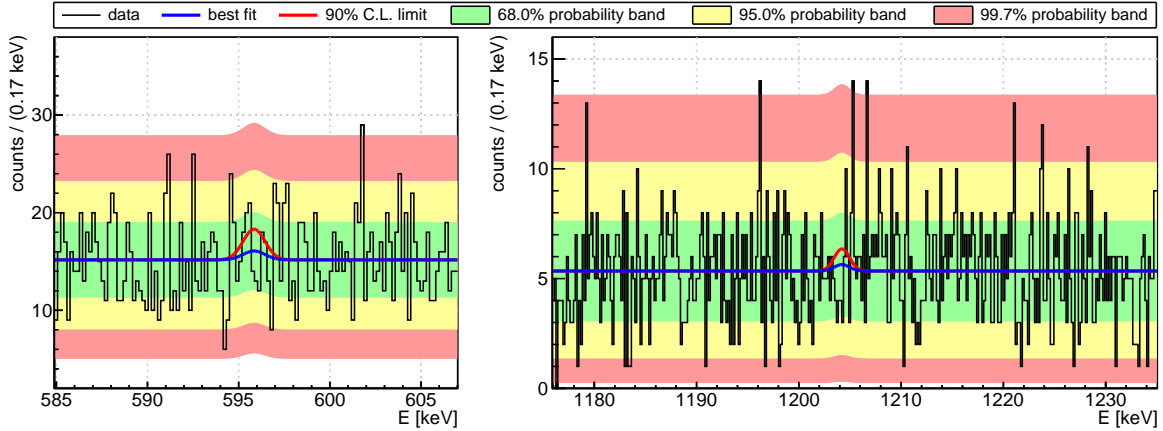 data best fit 90% C.L. limit 68.0% probability band 95.0% probability band 99.7% probability band
counts / (0.17 keV)
30
20
10
585 590 595 600 605
E [keV]
counts / (0.17 keV)
15
10
5
0
1180 1190 1200 1210 1220 1230
E [keV]